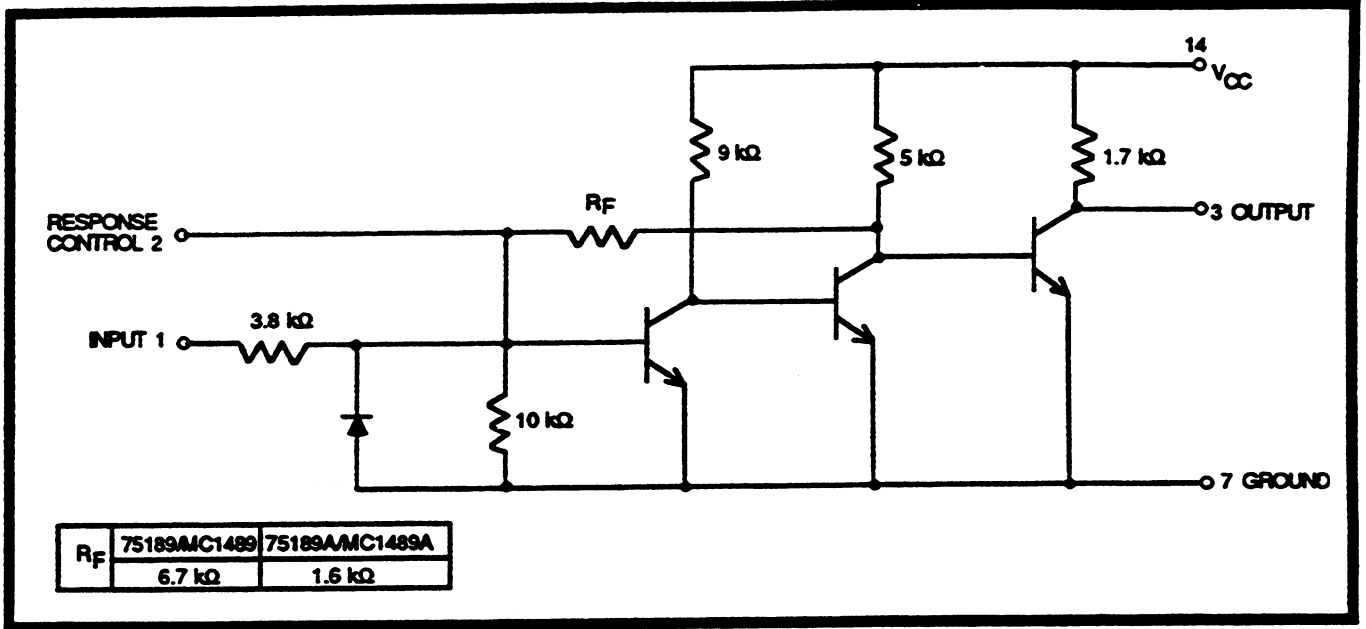 14
VCC
9 kΩ
5 kΩ
1.7 kΩ
RF
3 OUTPUT
RESPONSE
CONTROL 2
3.8 kΩ
INPUT 1
10 kΩ
7 GROUND
RF 75189/MC1489 75189A/MC1489A
6.7 kΩ 1.6 kΩ